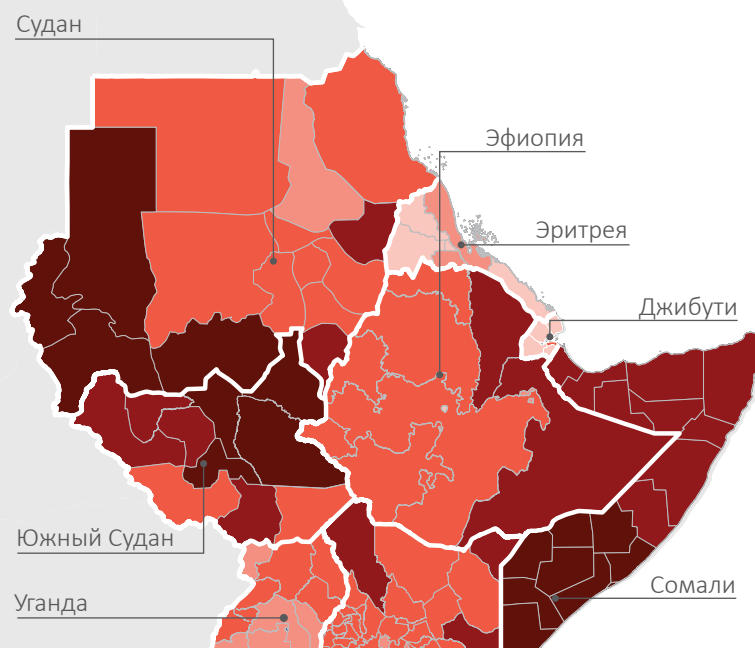 Судан
Эфиопия
Эритрея
Джибути
Южный Судан
Сомали
Уганда